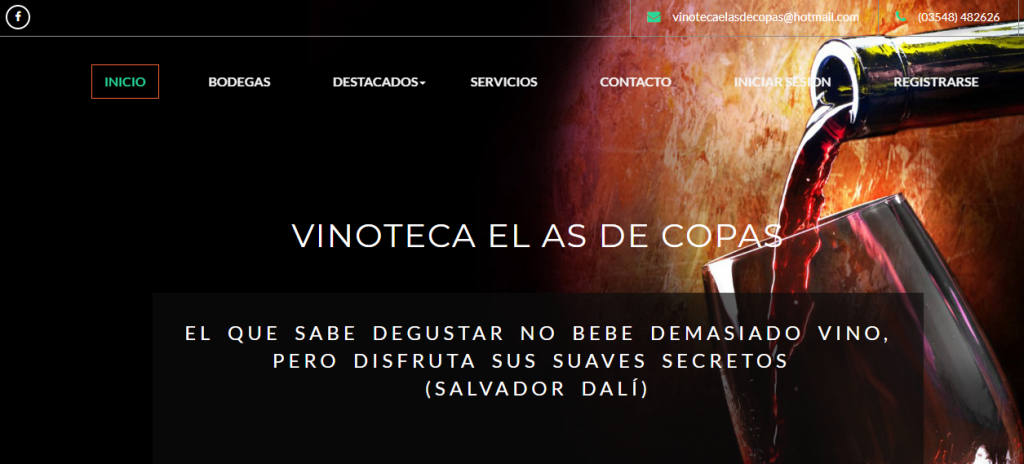 vinotecaelasdecopas@hotmail.com (03548) 482626
INICIO BODEGAS DESTACADOS SERVICIOS CONTACTO INICIAR SESION REGISTRARSE
VINOTECA EL AS DE COPAS
EL QUE SABE DEGUSTAR NO BEBE DEMASIADO VINO,
PERO DISFRUTA SUS SUAVES SECRETOS
(SALVADOR DALÍ)